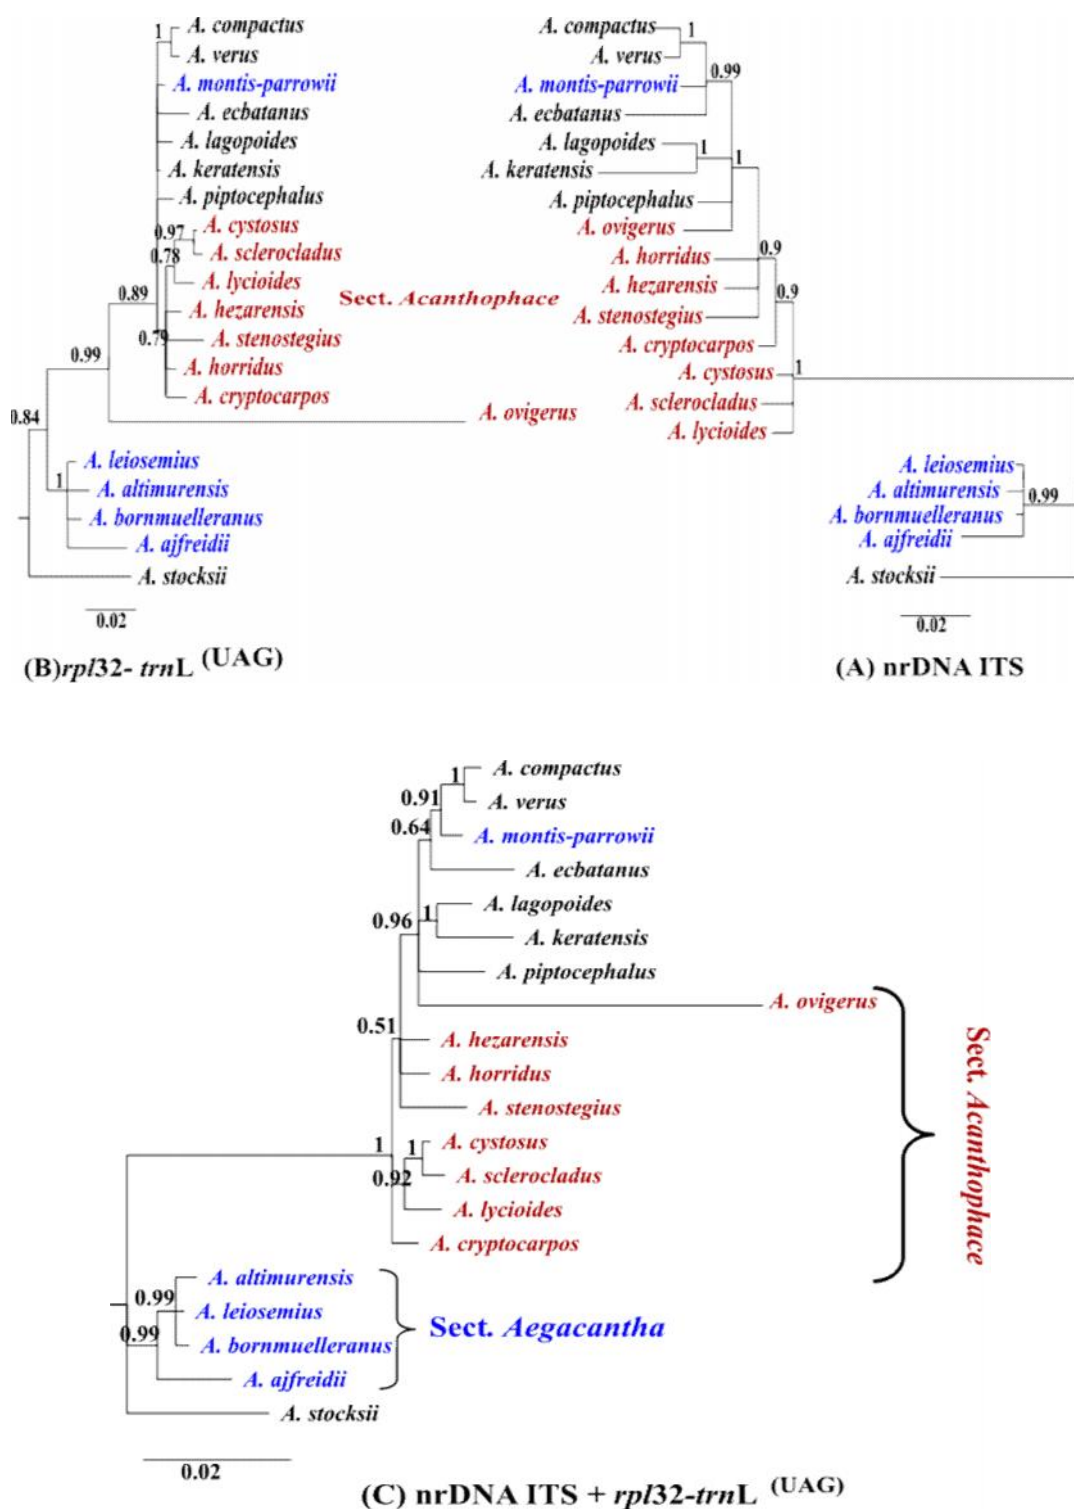 1
A. compactus
A. verus
A. montis-parrowii
A. ecbatanus
A. lagopoides
A. keratensis
A. piptocephalus
0.97
A. cystosus
0.78
A. sclerocladus
A. lycioides
0.89
A. hezarensis
0.79
A. stenostegius
0.99
A. horridus
A. cryptocarpos
A. ovigerus
0.84
A. leiosemius
1
A. altimurensis
A. bornmuelleranus
A. ajfreidii
A. stocksii
0.02
(B)rpl32- trnL (UAG)
Sect. Acanthophace
A. compactus
1
A. verus
0.99
A. montis-parrowii
A. ecbatanus
A. lagopoides
1
1
A. keratensis
A. piptocephalus
A. ovigerus
0.9
A. horridus
A. hezarensis
0.9
A. stenostegius
A. cryptocarpos
1
A. cystosus
A. sclerocladus
A. lycioides
A. leiosemius
A. altimurensis
0.99
A. bornmuelleranus
A. ajfreidii
A. stocksii
0.02
(A) nrDNA ITS
1
A. compactus
0.91
A. verus
0.64
A. montis-parrowii
A. ecbatanus
A. lagopoides
0.96
1
A. keratensis
A. piptocephalus
A. ovigerus
0.51
A. hezarensis
A. horridus
A. stenostegius
1
1
A. cystosus
0.92
A. sclerocladus
A. lycioides
A. cryptocarpos
Sect. Acanthophace
A. altimurensis
0.99
A. leiosemius
0.99
A. bornmuelleranus
A. ajfreidii
Sect. Aegacantha
A. stocksii
0.02
(C) nrDNA ITS + rpl32-trnL (UAG)